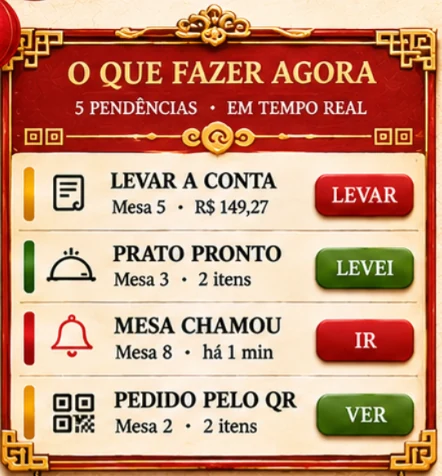 O QUE FAZER AGORA
5 PENDÊNCIAS • EM TEMPO REAL
LEVAR A CONTA
Mesa 5 • R$ 149,27
LEVAR
PRATO PRONTO
Mesa 3 • 2 itens
LEVEI
MESA CHAMOU
Mesa 8 • há 1 min
IR
PEDIDO PELO QR
Mesa 2 • 2 itens
VER